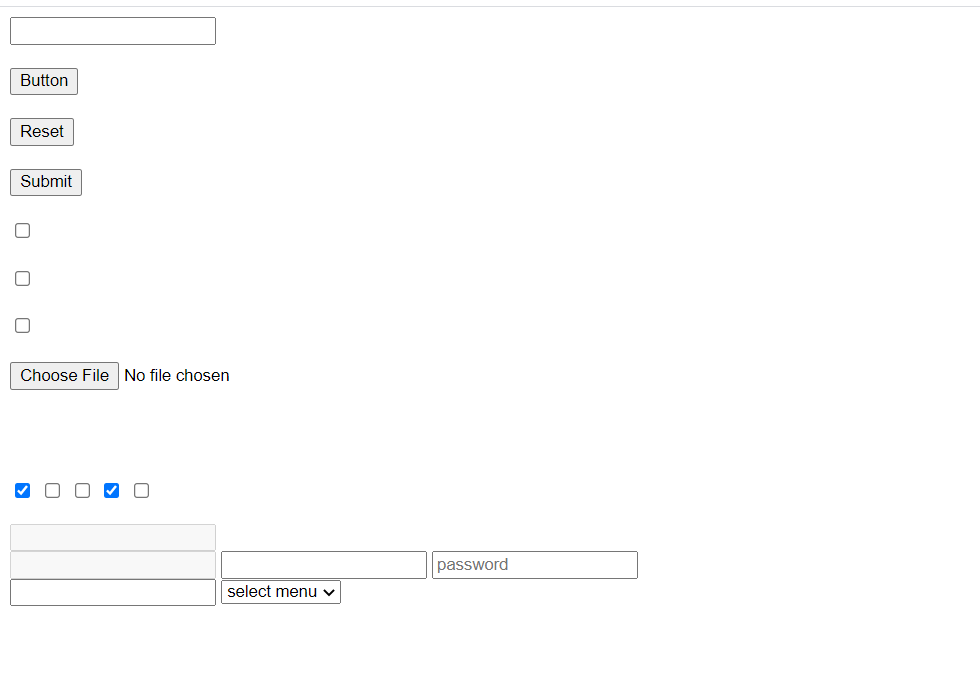 Button
Reset
Submit
Choose File No file chosen
password
select menu